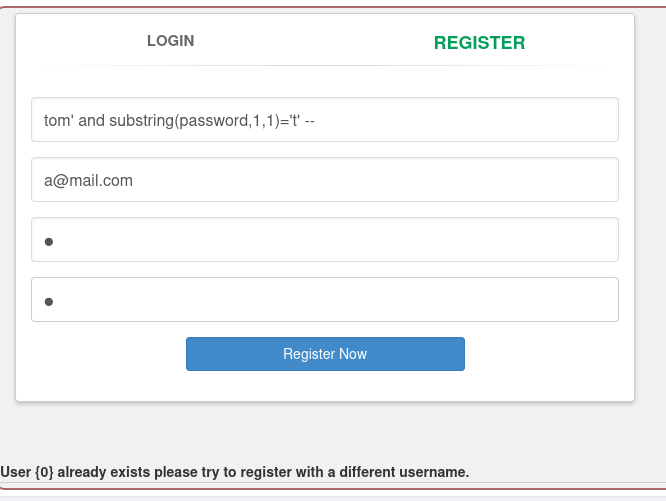 LOGIN REGISTER
tom' and substring(password,1,1)='t' --
a@mail.com
Register Now
User {0} already exists please try to register with a different username.